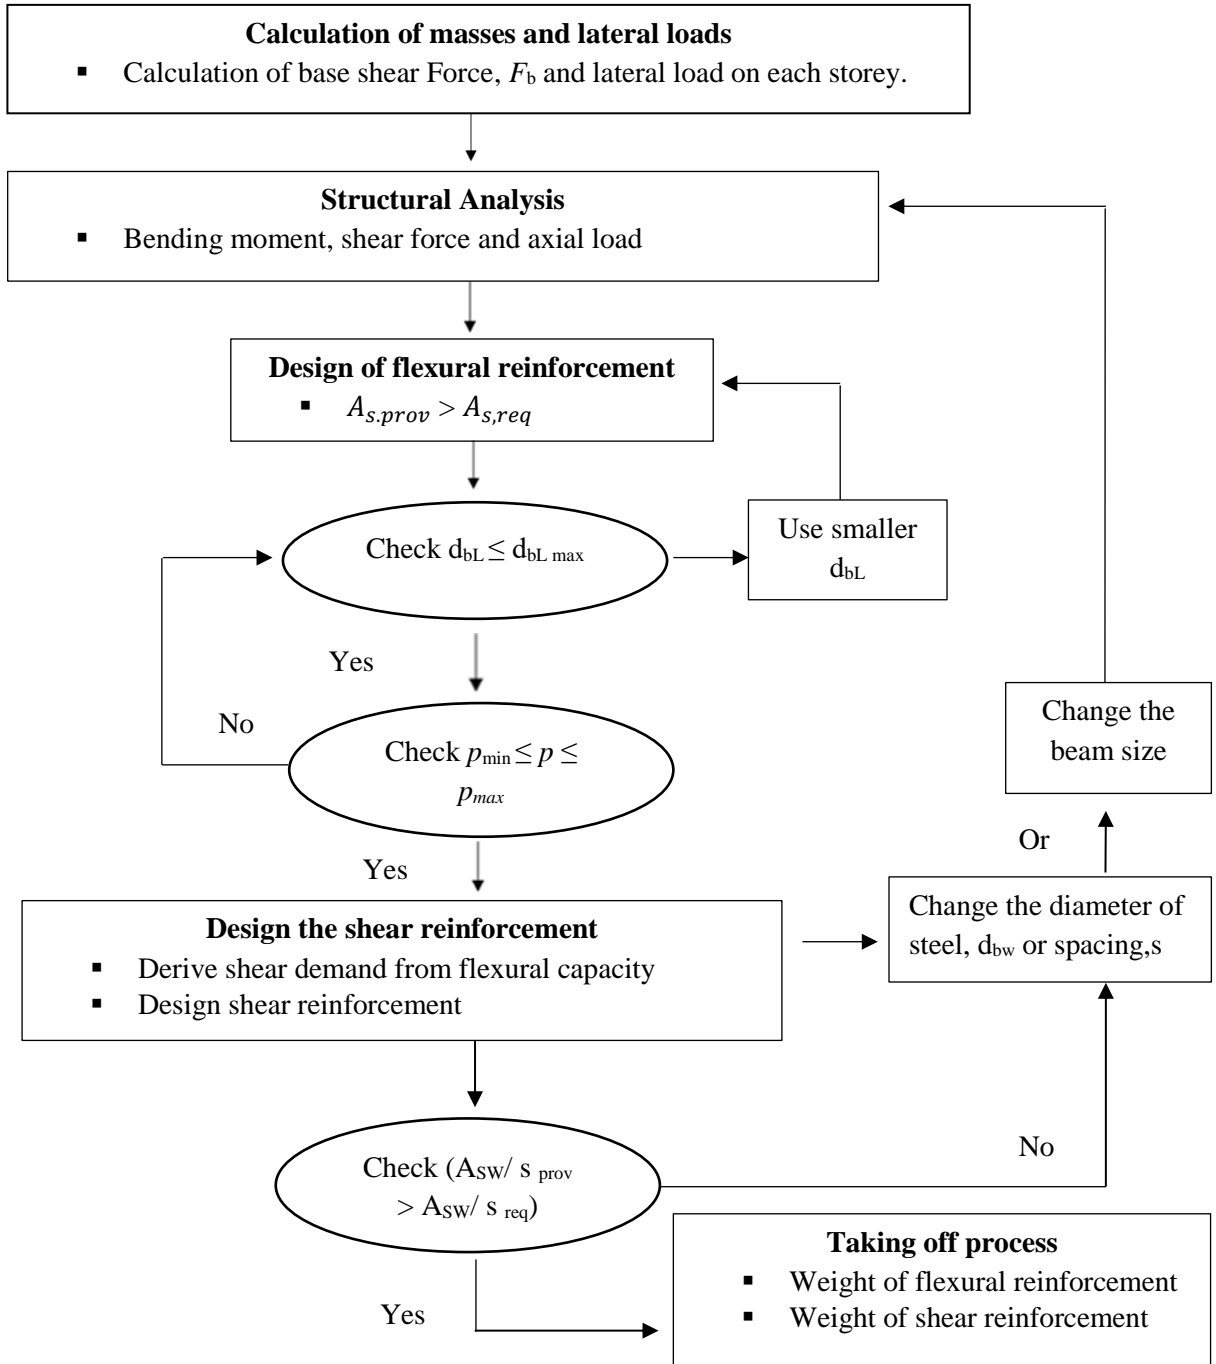 Calculation of masses and lateral loads
▪ Calculation of base shear Force, Fb and lateral load on each storey.
Structural Analysis
▪ Bending moment, shear force and axial load
Design of flexural reinforcement
▪ As.prov > As,req
Check dbL ≤ dbL max
Use smaller
dbL
Yes
No
Check pmin ≤ p ≤
pmax
Change the
beam size
Or
Yes
Design the shear reinforcement
▪ Derive shear demand from flexural capacity
▪ Design shear reinforcement
Change the diameter of
steel, dbw or spacing,s
Check (ASW/ s prov
> ASW/ s req)
No
Yes
Taking off process
▪ Weight of flexural reinforcement
▪ Weight of shear reinforcement